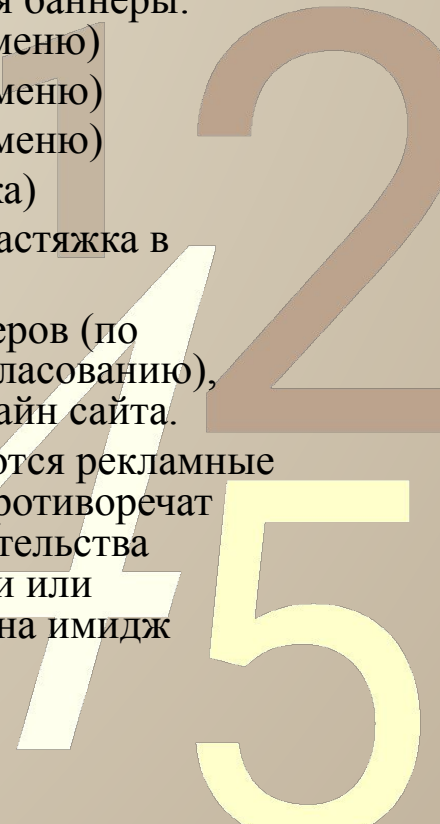 я баннеры:
меню)
меню)
меню)
ка)
астяжка в
еров (по
ласованию),
айн сайта.
ются рекламные
ротиворечат
тельства
и или
на имидж
1
2
4
5